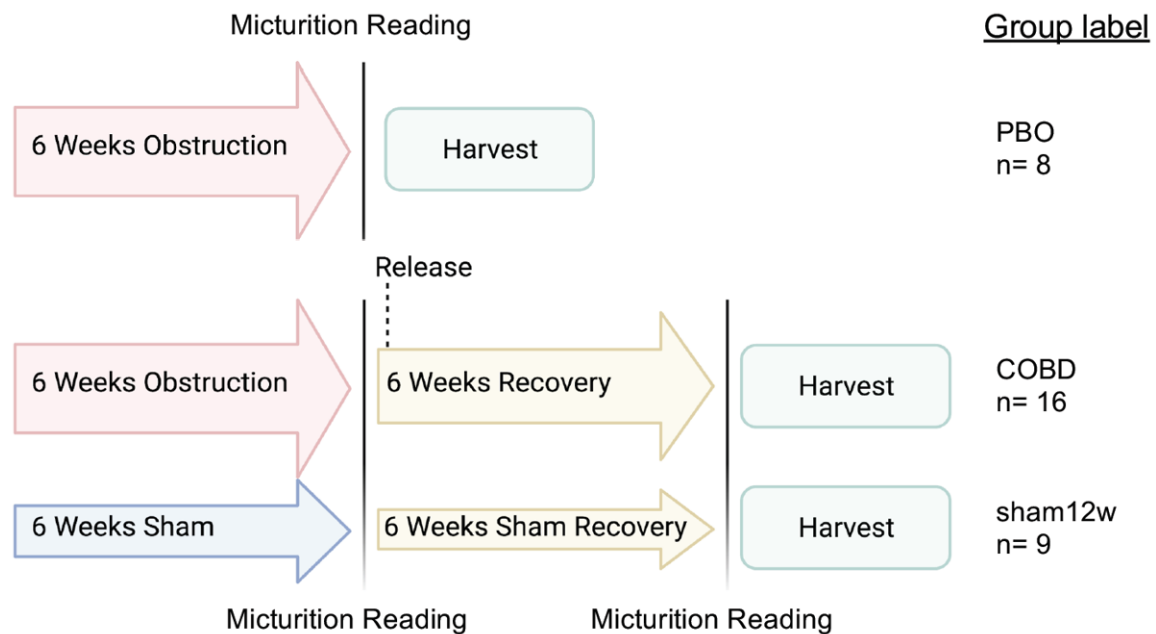 Micturition Reading
Group label
6 Weeks Obstruction
Harvest
PBO
n= 8
Release
6 Weeks Obstruction
6 Weeks Recovery
Harvest
COBD
n= 16
6 Weeks Sham
6 Weeks Sham Recovery
Harvest
sham12w
n= 9
Micturition Reading
Micturition Reading